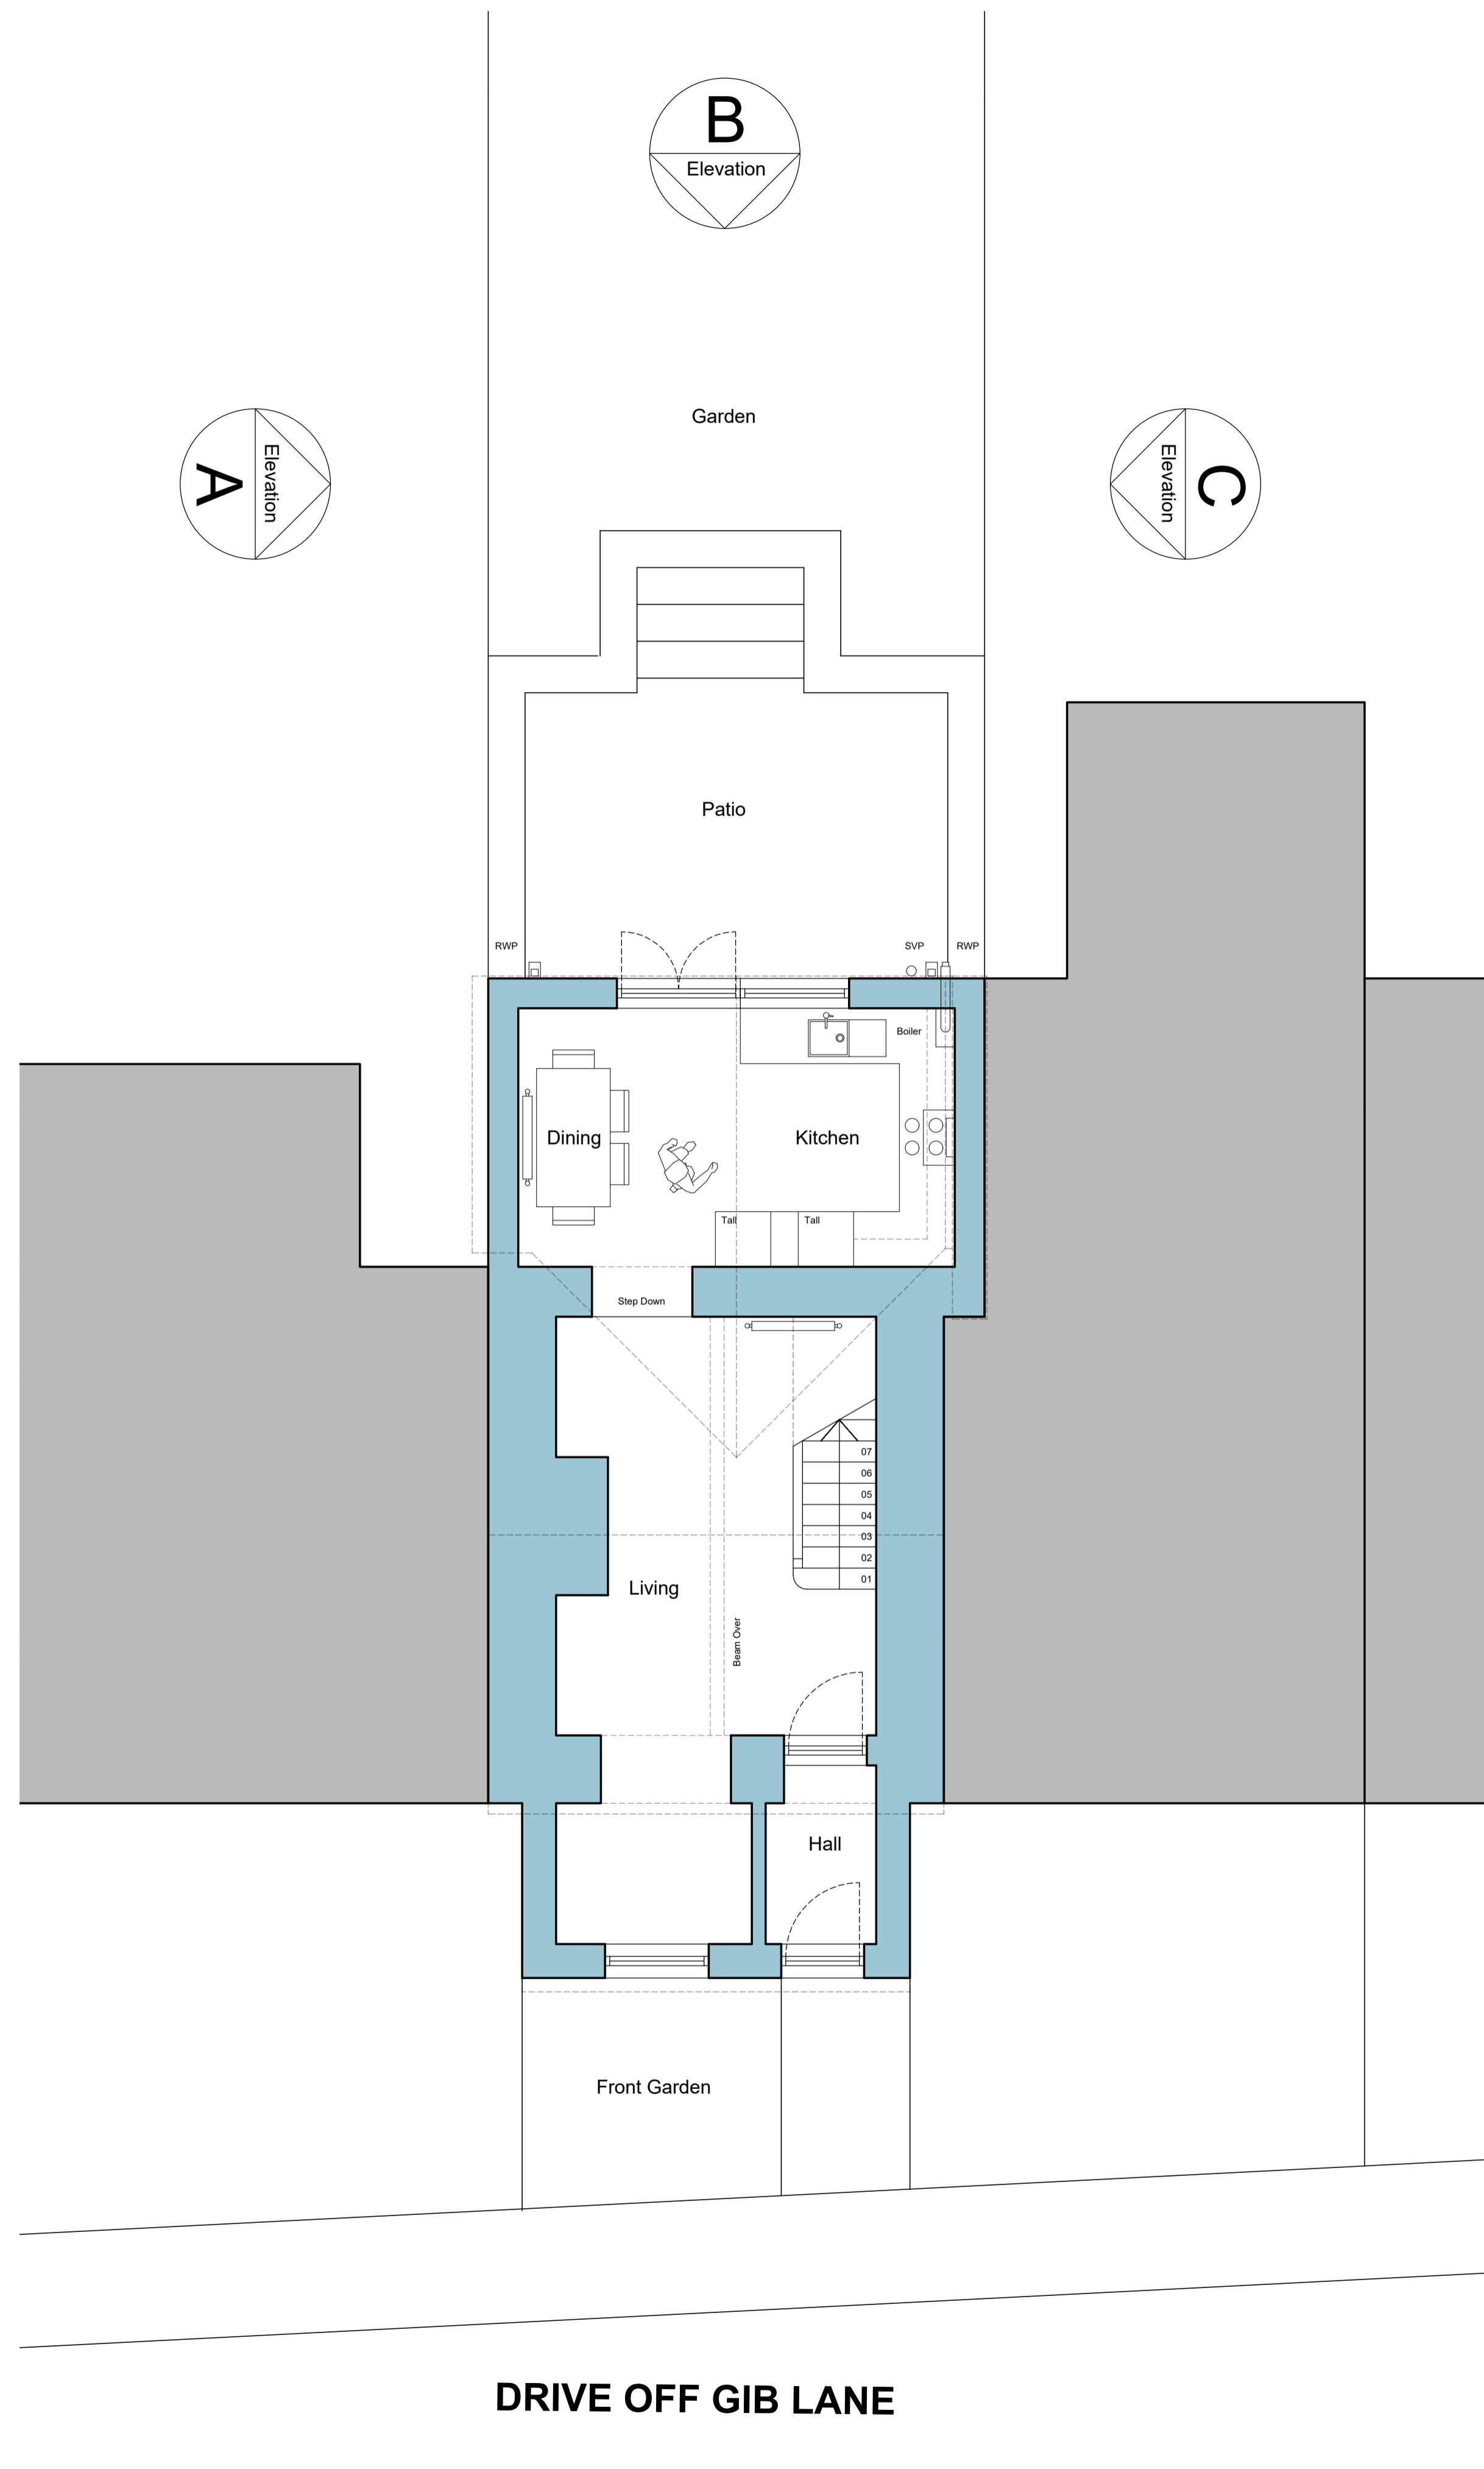 B
Elevation
Garden
A
Elevation
C
Elevation
Patio
RWP
SVP
RWP
Boiler
Dining
Kitchen
Tall
Tall
Step Down
07
06
05
04
03
02
01
Living
Beam Over
Hall
Front Garden
DRIVE OFF GIB LANE